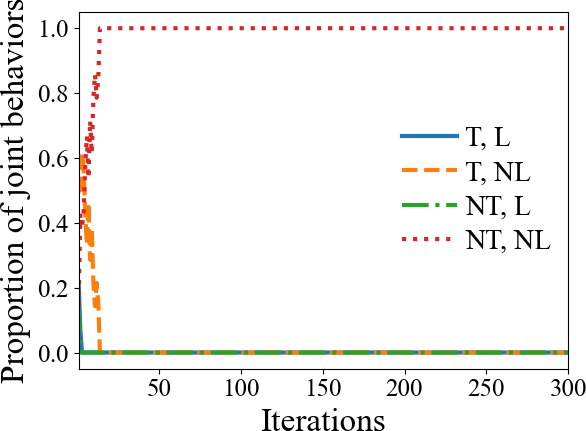 Proportion of joint behaviors
1.0
0.8
0.6
0.4
0.2
0.0
T, L
T, NL
NT, L
NT, NL
50 100 150 200 250 300
Iterations